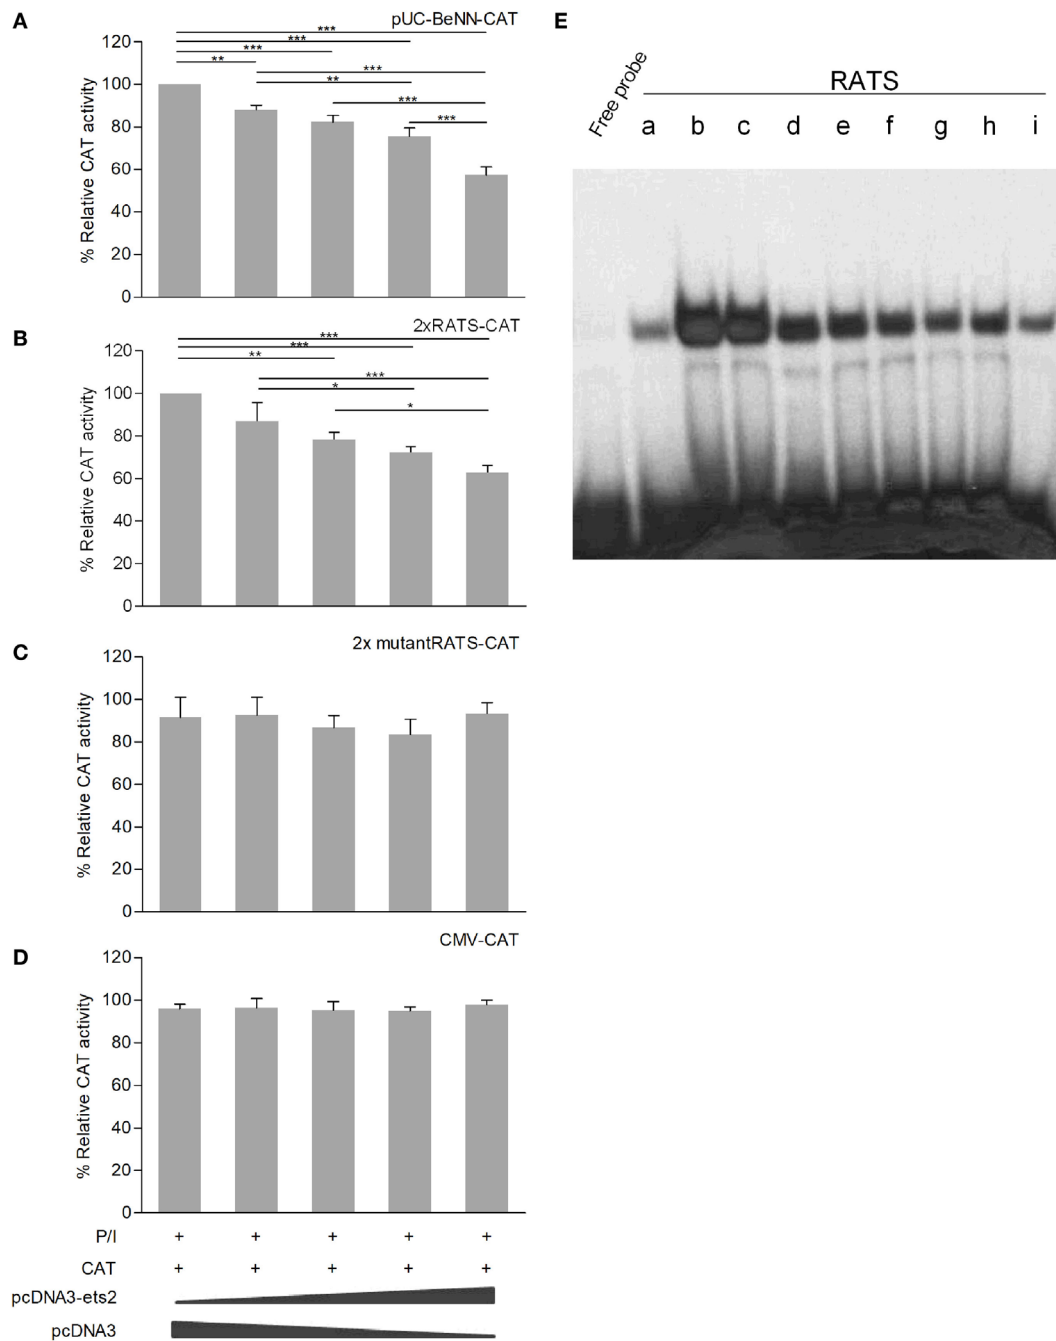 A
pUC-BeNN-CAT
***
***
***
**
***
**
***
***
120
100
80
60
40
20
0
% Relative CAT activity
B
2xRATS-CAT
***
***
**
***
*
*
120
100
80
60
40
20
0
% Relative CAT activity
C
2x mutantRATS-CAT
120
100
80
60
40
20
0
% Relative CAT activity
D
CMV-CAT
120
100
80
60
40
20
0
% Relative CAT activity
P/I + + + + +
CAT + + + + +
pcDNA3-ets2
pcDNA3
E
Free probe
RATS
a b c d e f g h i